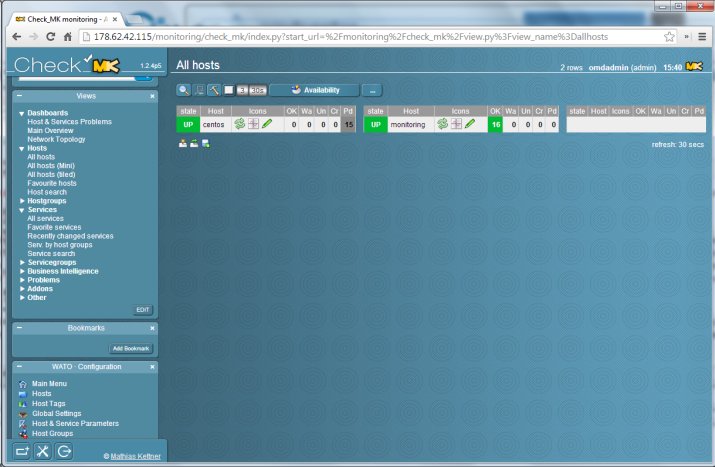 Check_MK monitoring - A
178.62.42.115/monitoring/check_mk/index.py?start_url=%2Fmonitoring%2Fcheck_mk%2Fview.py%3Fview_name%3Dallhosts
Check MK 1.2.4p5
All hosts
2 rows omdadmin (admin) 15:40
Views
Dashboards
Host & Services Problems
Main Overview
Network Topology
Hosts
All hosts
All hosts (Mini)
All hosts (tiled)
Favourite hosts
Host search
Hostgroups
Services
All services
Favorite services
Recently changed services
Serv. by host groups
Service search
Servicegroups
Business Intelligence
Problems
Addons
Other
EDIT
Bookmarks
Add Bookmark
WATO · Configuration
Main Menu
Hosts
Host Tags
Global Settings
Host & Service Parameters
Host Groups
© Mathias Kettner
3 30s Availability ...
state Host Icons OK Wa Un Cr Pd state Host Icons OK Wa Un Cr Pd state Host Icons OK Wa Un Cr Pd
UP centos 0 0 0 0 15 UP monitoring 16 0 0 0 0
refresh: 30 secs